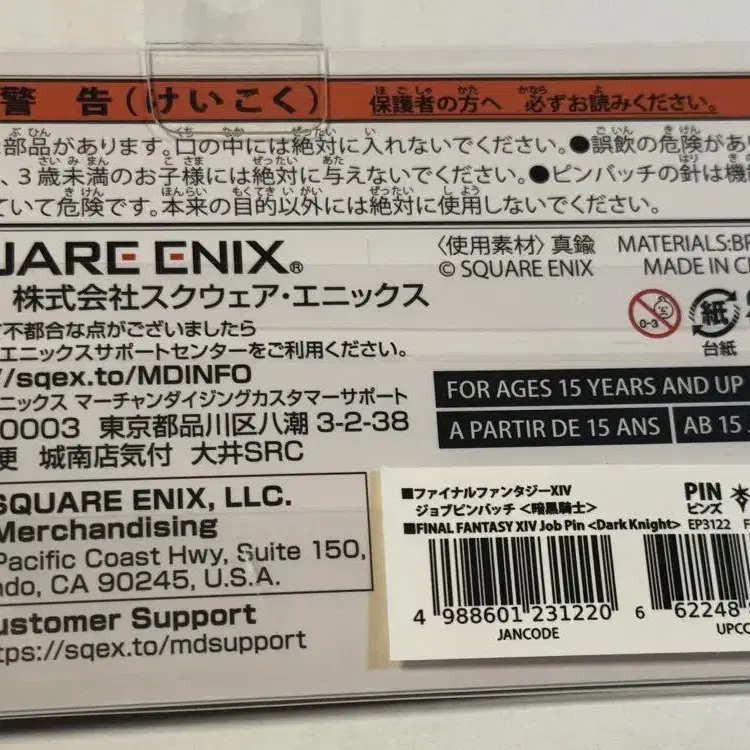 警 告(けいこく) 保護者の方へ 必ずお読みください。
部品があります。口の中には絶対に入れないでください。●誤飲の危険があり
、3歳未満のお子様には絶対に与えないでください。●ピンバッチの針は機
ていて危険です。本来の目的以外には絶対に使用しないでください。
UARE ENIX®
〈使用素材〉真鍮 MATERIALS:BR
© SQUARE ENIX MADE IN C
株式会社スクウェア・エニックス
不都合な点がございましたら
エニックスサポートセンターをご利用ください。
//sqex.to/MDINFO
ニックス マーチャンダイジングカスタマーサポート
0003 東京都品川区八潮 3-2-38
便 城南店気付 大井SRC
0-3
紙
台紙
FOR AGES 15 YEARS AND UP
A PARTIR DE 15 ANS
AB 15 J
SQUARE ENIX, LLC.
Merchandising
Pacific Coast Hwy, Suite 150,
ndo, CA 90245, U.S.A.
ustomer Support
tps://sqex.to/mdsupport
■ファイナルファンタジーXIV
ジョブピンバッチ <暗黒騎士>
■FINAL FANTASY XIV Job Pin <Dark Knight>
PIN
ピンズ
EP3122
4 988601 231220
JANCODE
6 62248
UPCC